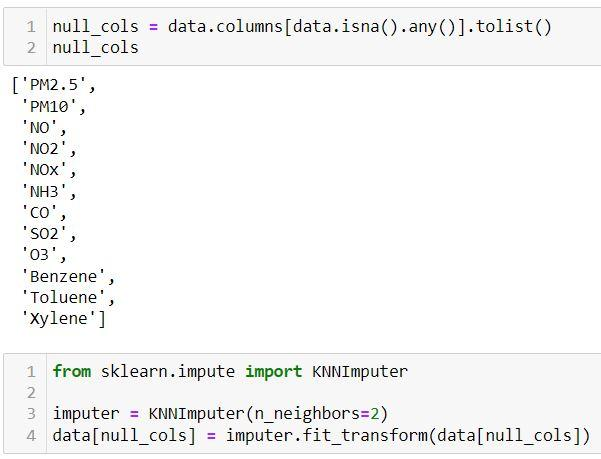 1 null_cols = data.columns[data.isna().any()].tolist()
2 null_cols
['PM2.5',
'PM10',
'NO',
'NO2',
'NOx',
'NH3',
'CO',
'SO2',
'O3',
'Benzene',
'Toluene',
'Xylene']
1 from sklearn.impute import KNNImputer
2
3 imputer = KNNImputer(n_neighbors=2)
4 data[null_cols] = imputer.fit_transform(data[null_cols])